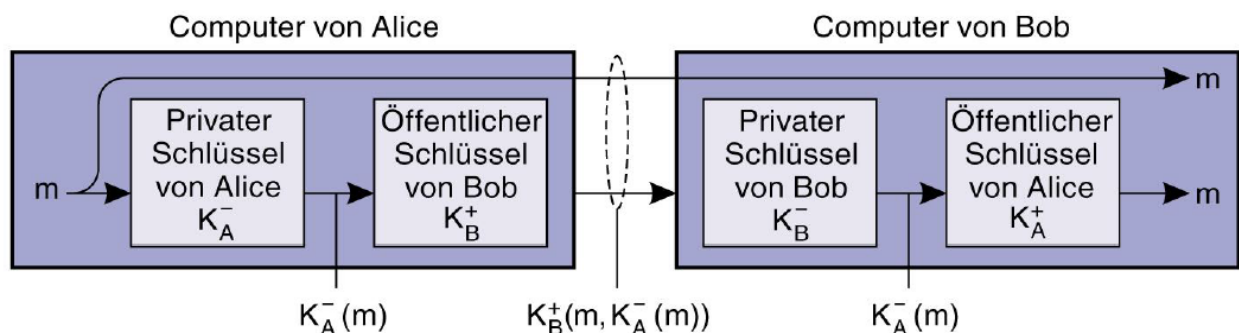 Computer von Alice
Computer von Bob
m
Privater
Schlüssel
von Alice
K_A^-
Öffentlicher
Schlüssel
von Bob
K_B^+
Privater
Schlüssel
von Bob
K_B^-
Öffentlicher
Schlüssel
von Alice
K_A^+
m
m
K_A^-(m)
K_B^+(m, K_A^-(m))
K_A^-(m)